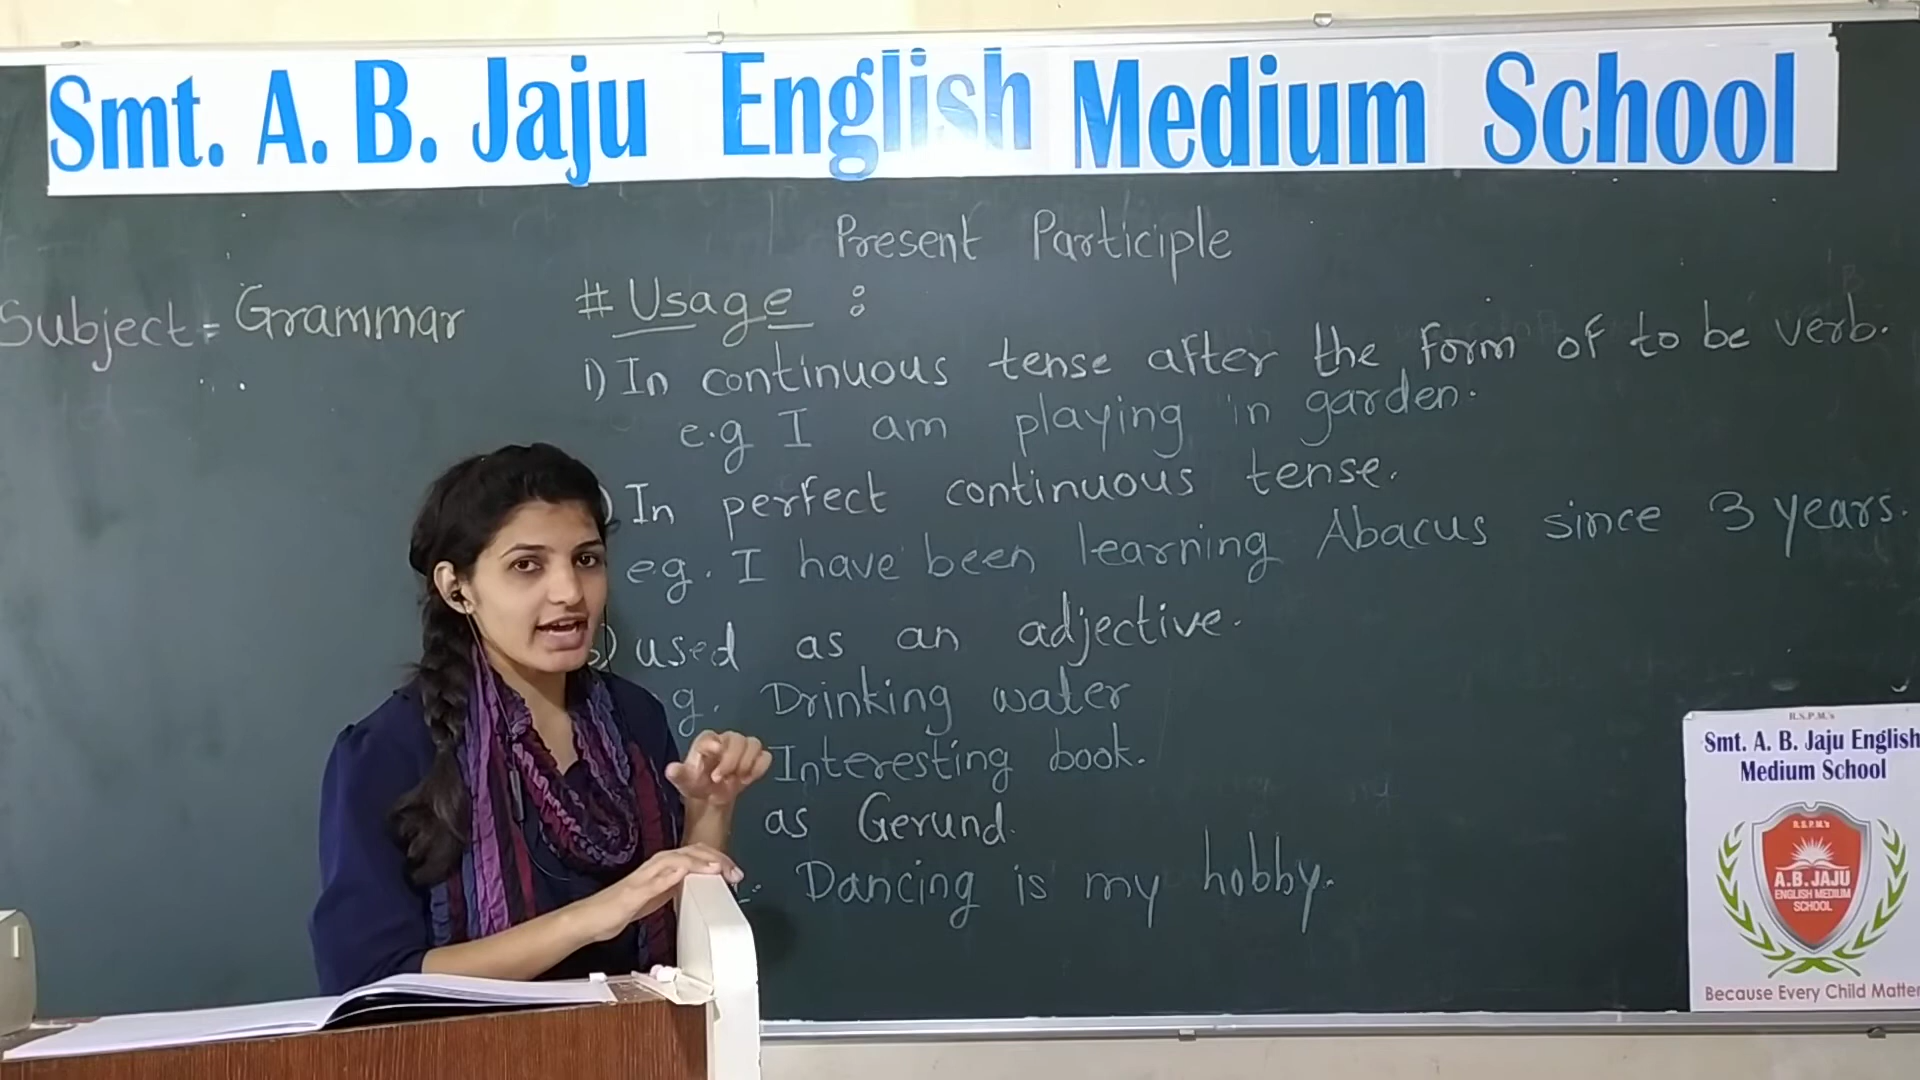 Smt. A. B. Jaju English Medium School
Present Participle
Subject = Grammar
# Usage :
1) In continuous tense after the form of to be verb.
e.g I am playing in garden.
) In perfect continuous tense.
e.g. I have been learning Abacus since 3 years.
) used as an adjective.
g. Drinking water
Interesting book.
as Gerund.
Dancing is my hobby.
R.S.P.M.'s
Smt. A. B. Jaju English
Medium School
R.S.P.M's
A.B. JAJU
ENGLISH MEDIUM
SCHOOL
Because Every Child Matter